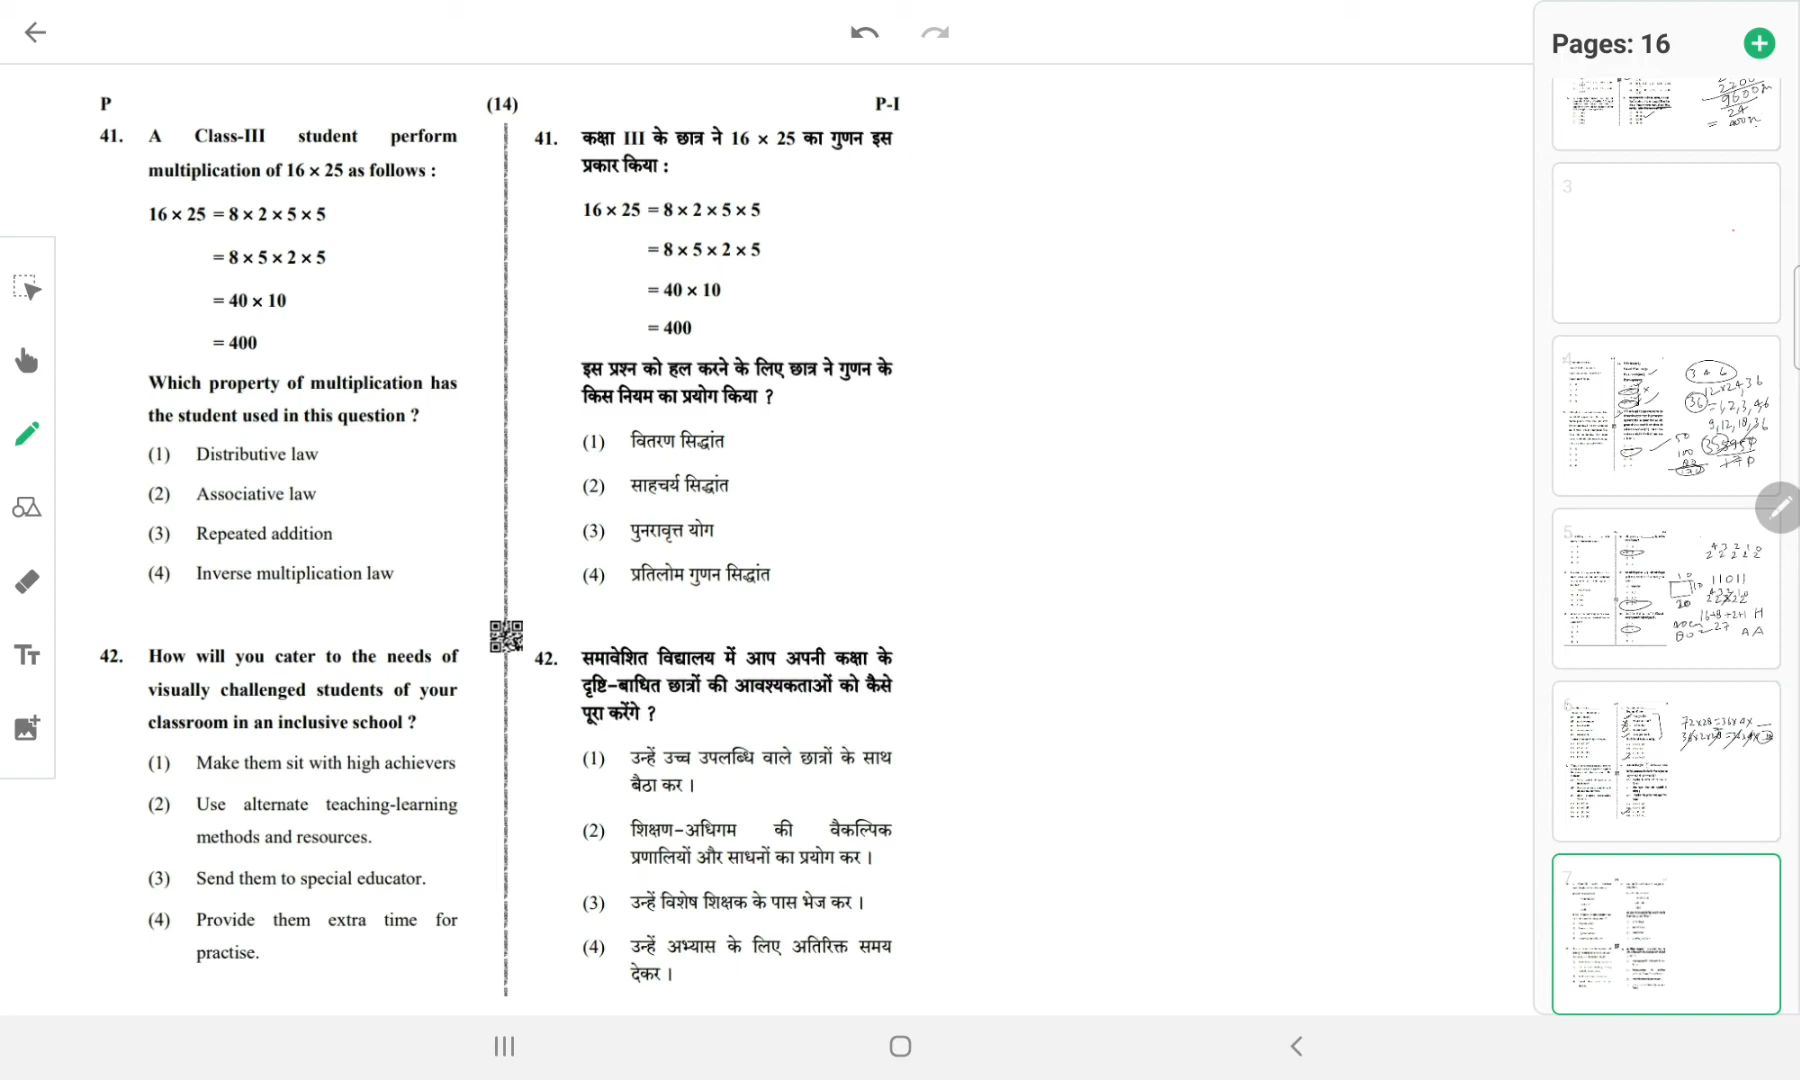 Pages: 16
P
(14)
P-I
41. A Class-III student perform
multiplication of 16 × 25 as follows :
16 × 25 = 8 × 2 × 5 × 5
= 8 × 5 × 2 × 5
= 40 × 10
= 400
Which property of multiplication has
the student used in this question ?
(1) Distributive law
(2) Associative law
(3) Repeated addition
(4) Inverse multiplication law
42. How will you cater to the needs of
visually challenged students of your
classroom in an inclusive school ?
(1) Make them sit with high achievers
(2) Use alternate teaching-learning
methods and resources.
(3) Send them to special educator.
(4) Provide them extra time for
practise.
41. कक्षा III के छात्र ने 16 × 25 का गुणन इस
प्रकार किया :
16 × 25 = 8 × 2 × 5 × 5
= 8 × 5 × 2 × 5
= 40 × 10
= 400
इस प्रश्न को हल करने के लिए छात्र ने गुणन के
किस नियम का प्रयोग किया ?
(1) वितरण सिद्धांत
(2) साहचर्य सिद्धांत
(3) पुनरावृत्त योग
(4) प्रतिलोम गुणन सिद्धांत
42. समावेशित विद्यालय में आप अपनी कक्षा के
दृष्टि-बाधित छात्रों की आवश्यकताओं को कैसे
पूरा करेंगे ?
(1) उन्हें उच्च उपलब्धि वाले छात्रों के साथ
बैठा कर ।
(2) शिक्षण-अधिगम की वैकल्पिक
प्रणालियों और साधनों का प्रयोग कर ।
(3) उन्हें विशेष शिक्षक के पास भेज कर ।
(4) उन्हें अभ्यास के लिए अतिरिक्त समय
देकर ।
3
4
5
6
7